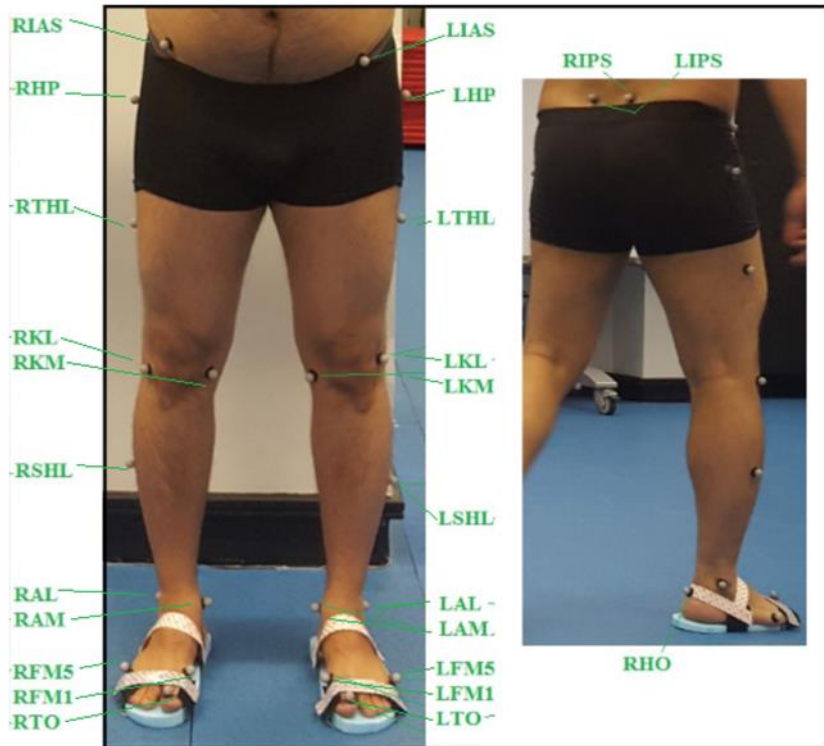 RIAS
LIAS
RHP
LHP
RTHL
LTHL
RKL
RKM
LKL
LKM
RSHL
LSHL
RAL
RAM
LAL
LAM
RFM5
RFM1
RTO
LFM5
LFM1
LTO
RIPS
LIPS
RHO